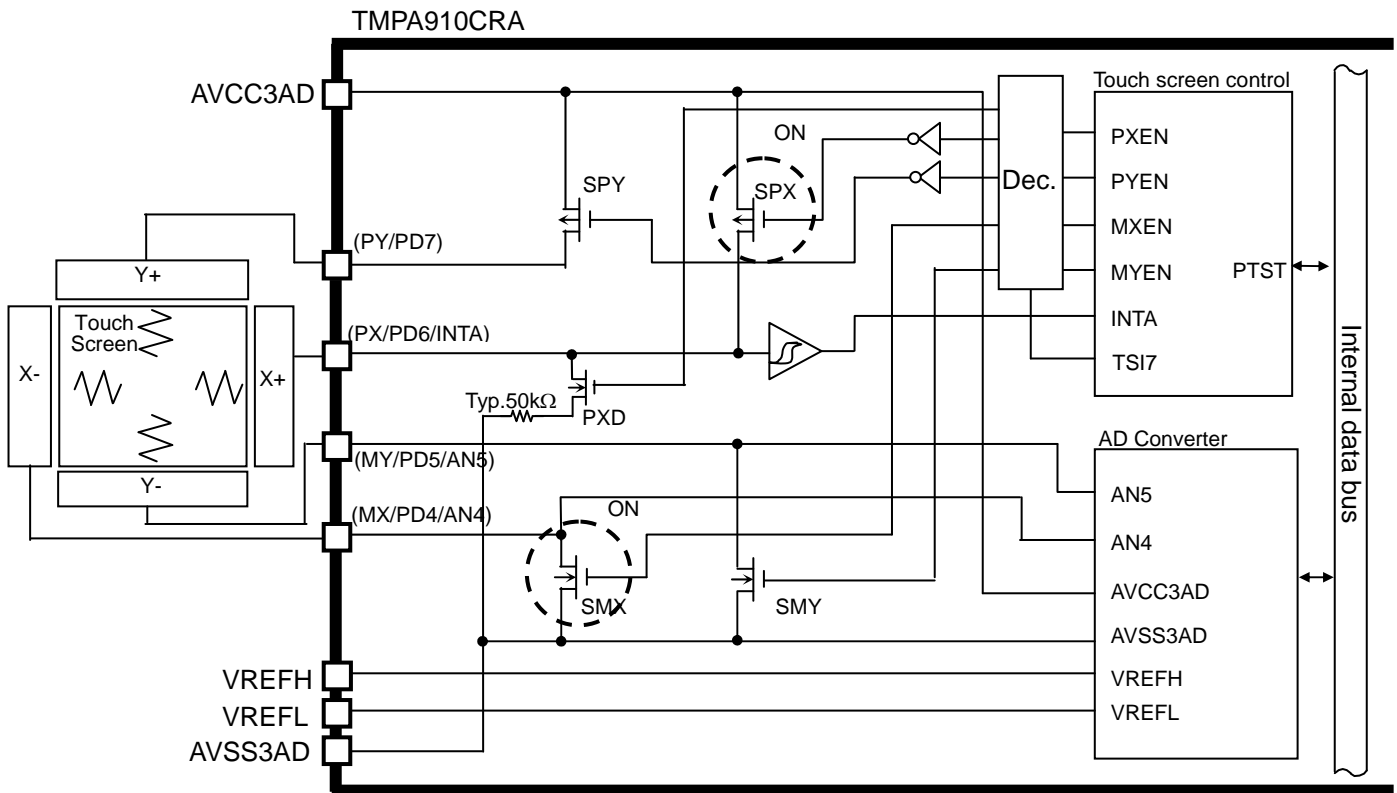 TMPA910CRA
AVCC3AD
Touch screen control
ON
PXEN
SPY
SPX
Dec.
PYEN
MXEN
(PY/PD7)
MYEN
PTST
Y+
Touch
Screen
(PX/PD6/INTA)
INTA
X-
X+
TSI7
Typ.50kΩ
PXD
Internal data bus
(MY/PD5/AN5)
AD Converter
Y-
(MX/PD4/AN4)
ON
AN5
AN4
SMX
SMY
AVCC3AD
AVSS3AD
VREFH
VREFH
VREFL
VREFL
AVSS3AD